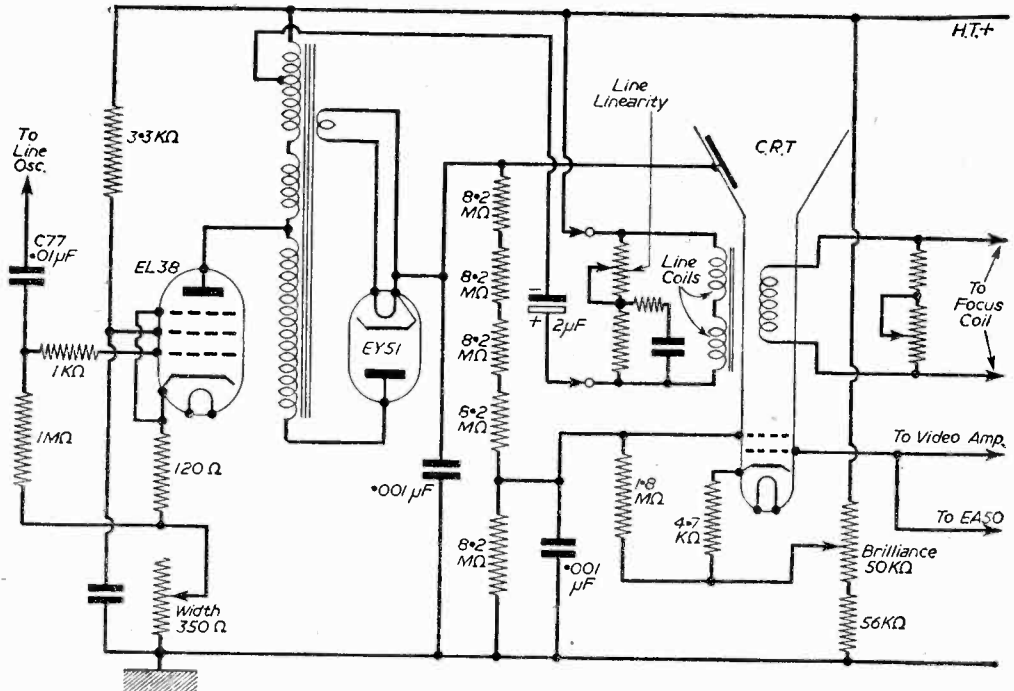 H.T.+
Line
Linearity
C.R.T
To
Line
Osc.
3•3KΩ
C77
•01µF
EL38
1KΩ
1MΩ
120 Ω
Width
350 Ω
EY51
•001 µF
8•2
MΩ
8•2
MΩ
8•2
MΩ
8•2
MΩ
8•2
MΩ
–
+
2µF
Line
Coils
To
Focus
Coil
1•8
MΩ
4•7
KΩ
•001
µF
To Video Amp.
To EA50
Brilliance
50KΩ
56KΩ